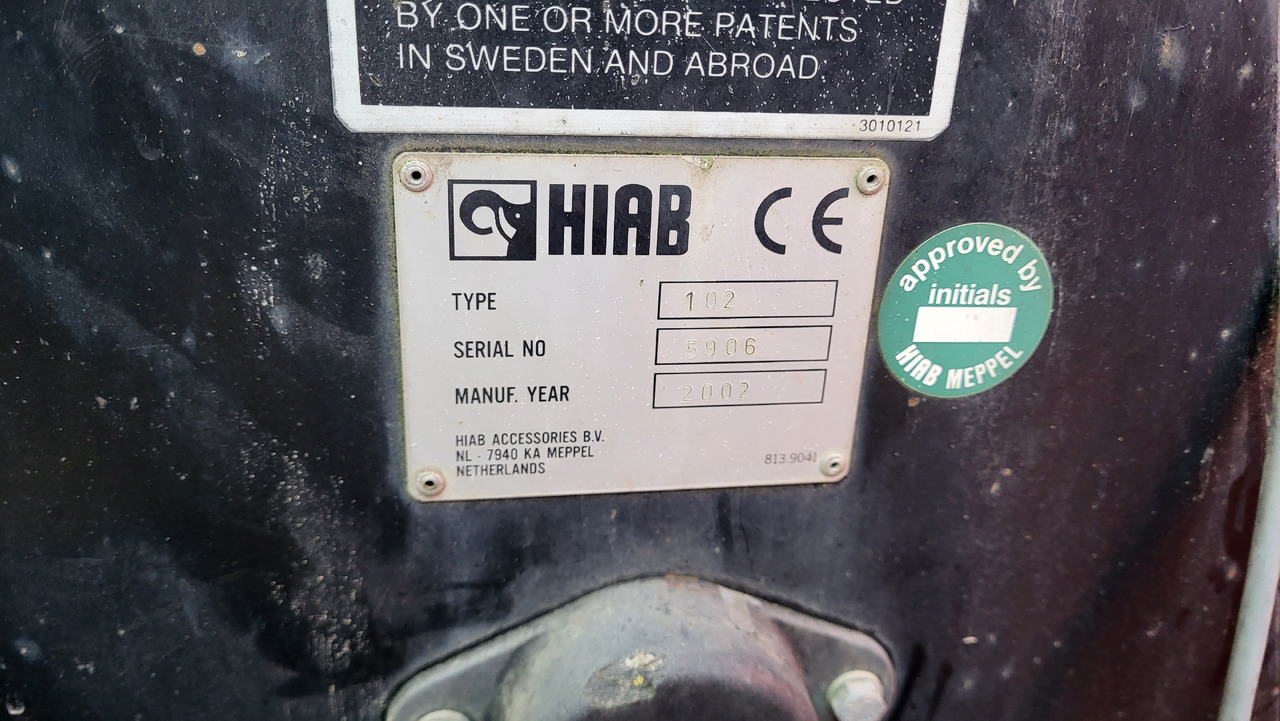 BY ONE OR MORE PATENTS
IN SWEDEN AND ABROAD.
3010121
HIAB CE
TYPE 102
SERIAL NO 5906
MANUF. YEAR 2002
HIAB ACCESSORIES B.V.
NL - 7940 KA MEPPEL
NETHERLANDS
813.9041
approved by
initials
HIAB MEPPEL